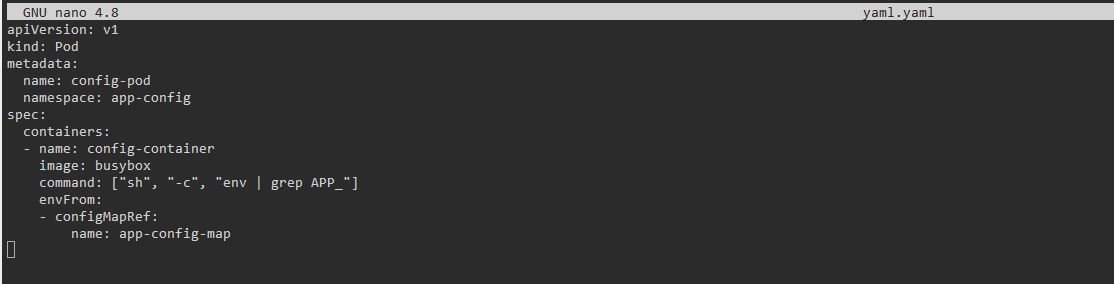 GNU nano 4.8 yaml.yaml
apiVersion: v1
kind: Pod
metadata:
  name: config-pod
  namespace: app-config
spec:
  containers:
  - name: config-container
    image: busybox
    command: ["sh", "-c", "env | grep APP_"]
    envFrom:
    - configMapRef:
        name: app-config-map